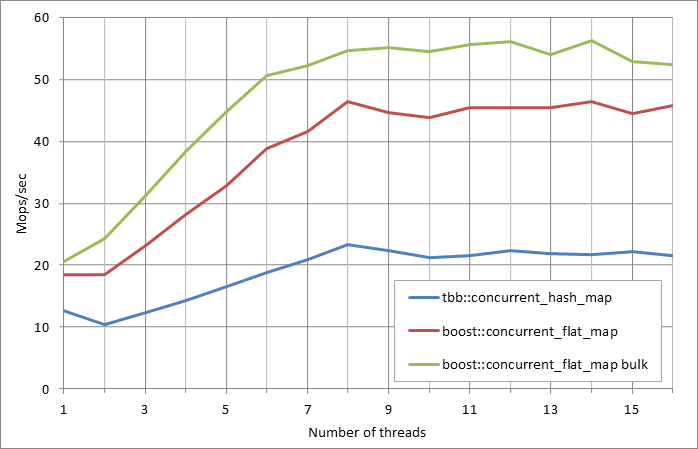 60
50
40
30
20
10
0
Mops/sec
tbb::concurrent_hash_map
boost::concurrent_flat_map
boost::concurrent_flat_map bulk
1 3 5 7 9 11 13 15
Number of threads